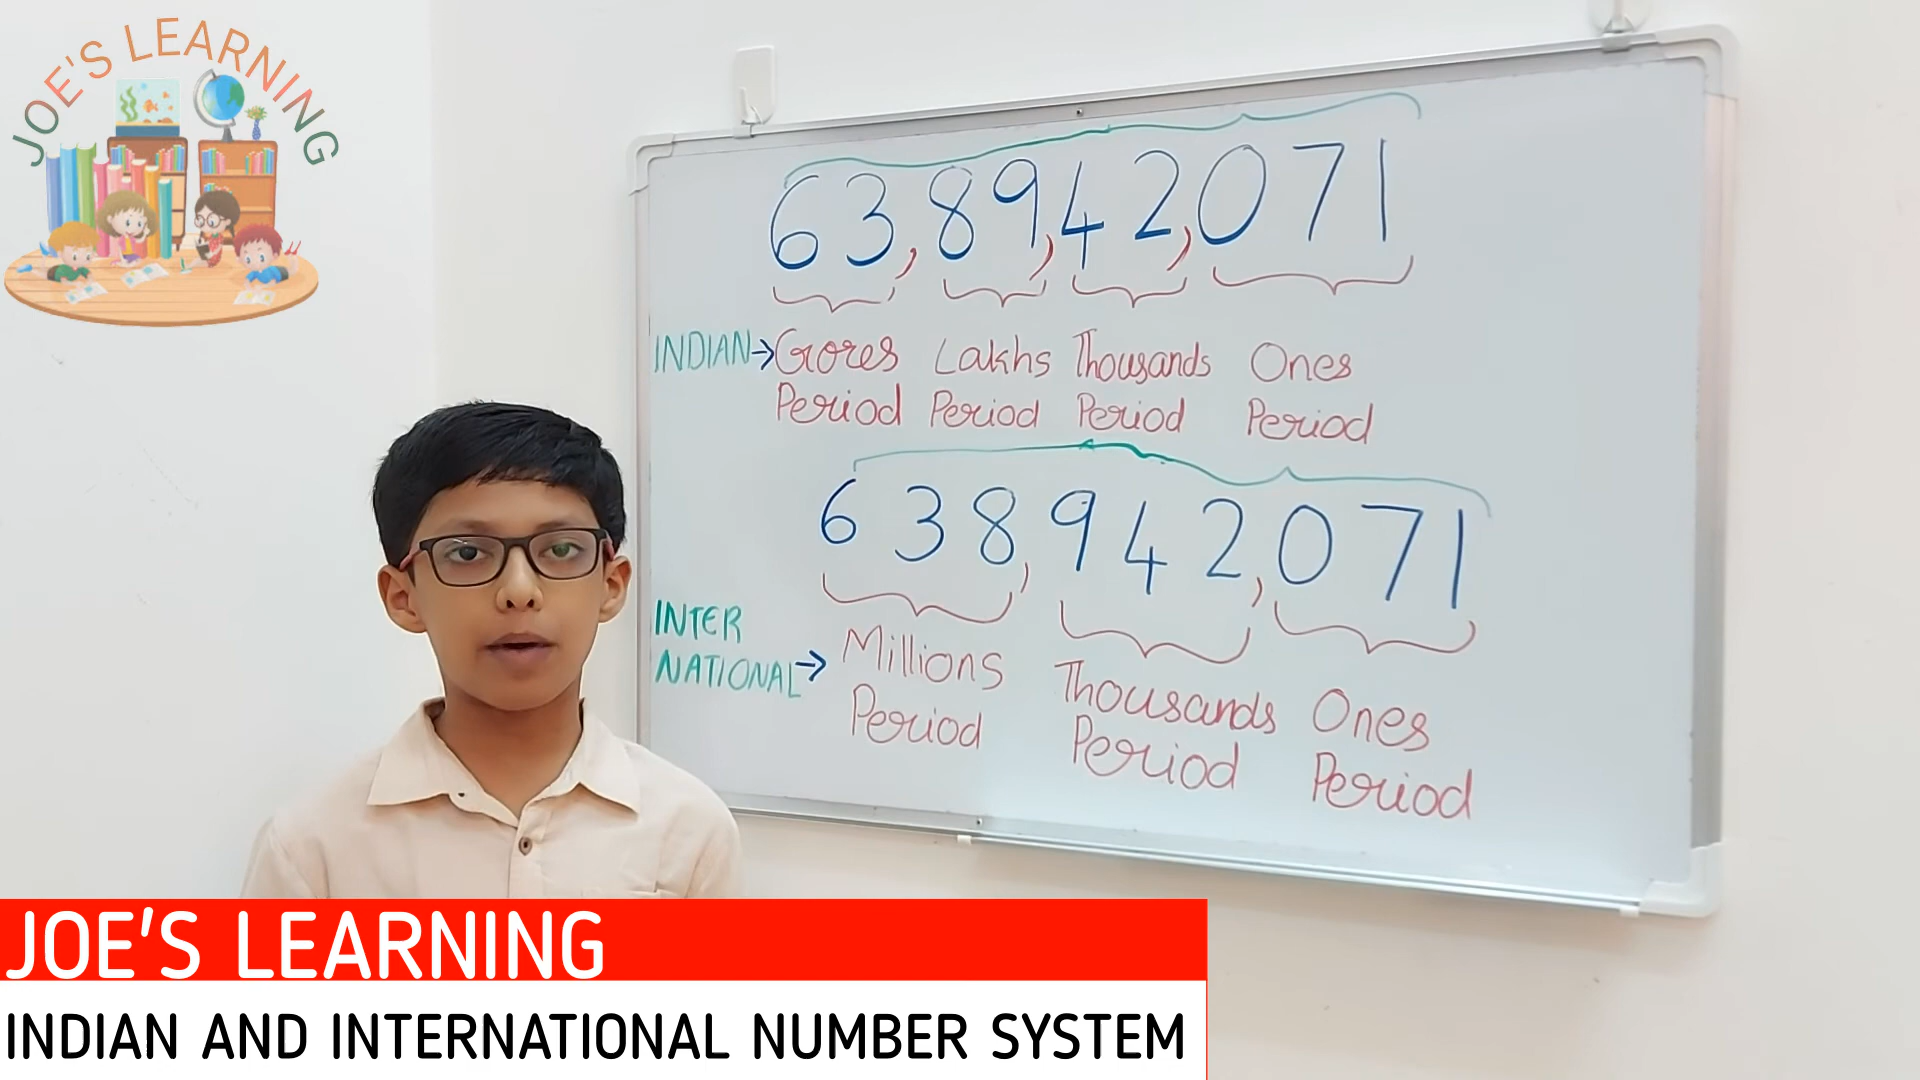 JOE'S LEARNING
63,89,42,071
INDIAN→Crores Lakhs Thousands Ones
Period Period Period Period
638,942,071
INTER
NATIONAL→ Millions Thousands Ones
Period Period Period
JOE'S LEARNING
INDIAN AND INTERNATIONAL NUMBER SYSTEM